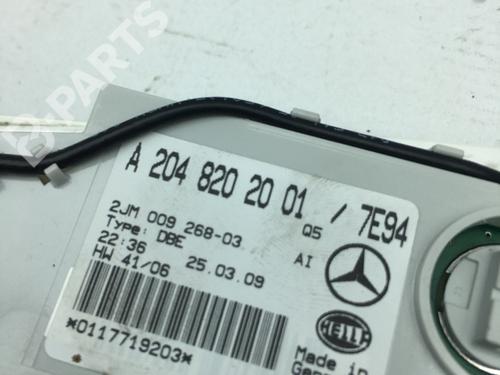 B-PARTS
A 204 820 20 01 / 7E94
2JM 009 268-03 Q5
Type: DBE AI
22:36 25.03.09
HW 41/06
*0117719203*
HELLA
Made in